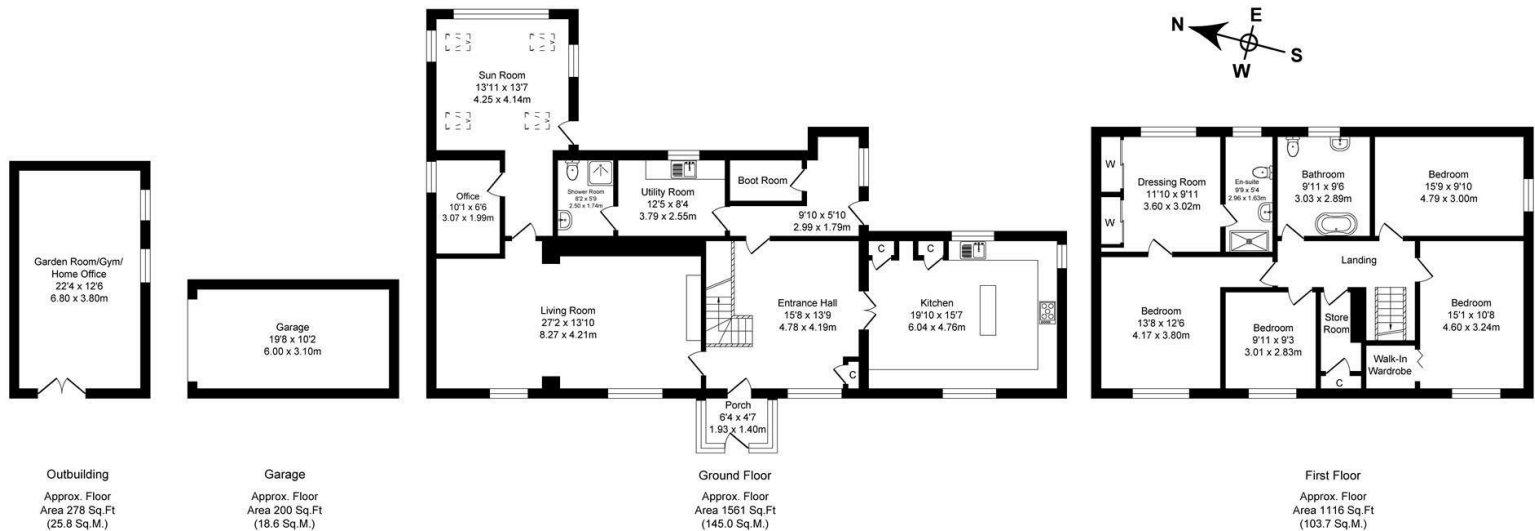 N
E
S
W
Sun Room
13'11 x 13'7
4.25 x 4.14m
Office
10'1 x 6'6
3.07 x 1.99m
Shower Room
8'2 x 5'9
2.50 x 1.74m
Utility Room
12'5 x 8'4
3.79 x 2.55m
Boot Room
9'10 x 5'10
2.99 x 1.79m
Living Room
27'2 x 13'10
8.27 x 4.21m
Entrance Hall
15'8 x 13'9
4.78 x 4.19m
C
C
C
Kitchen
19'10 x 15'7
6.04 x 4.76m
Porch
6'4 x 4'7
1.93 x 1.40m
Garden Room/Gym/
Home Office
22'4 x 12'6
6.80 x 3.80m
Garage
19'8 x 10'2
6.00 x 3.10m
W
W
Dressing Room
11'10 x 9'11
3.60 x 3.02m
En-suite
9'9 x 5'4
2.96 x 1.63m
Bathroom
9'11 x 9'6
3.03 x 2.89m
Bedroom
15'9 x 9'10
4.79 x 3.00m
Landing
Bedroom
13'8 x 12'6
4.17 x 3.80m
Bedroom
9'11 x 9'3
3.01 x 2.83m
Store
Room
C
Walk-In
Wardrobe
Bedroom
15'1 x 10'8
4.60 x 3.24m
Outbuilding
Approx. Floor
Area 278 Sq.Ft
(25.8 Sq.M.)
Garage
Approx. Floor
Area 200 Sq.Ft
(18.6 Sq.M.)
Ground Floor
Approx. Floor
Area 1561 Sq.Ft
(145.0 Sq.M.)
First Floor
Approx. Floor
Area 1116 Sq.Ft
(103.7 Sq.M.)